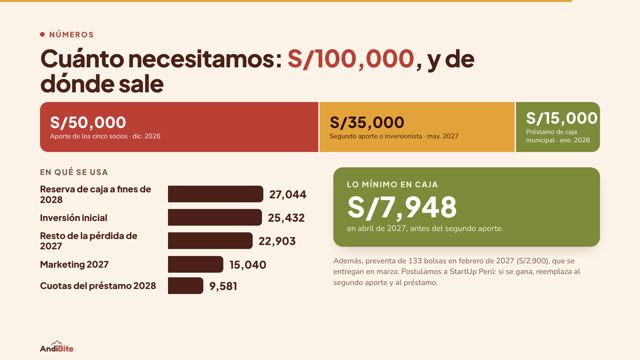 NÚMEROS
Cuánto necesitamos: S/100,000, y de
dónde sale
S/50,000
Aporte de los cinco socios · dic. 2026
S/35,000
Segundo aporte o inversionista · may. 2027
S/15,000
Préstamo de caja
municipal · ene. 2028
EN QUÉ SE USA
Reserva de caja a fines de
2028
27,044
Inversión inicial
25,432
Resto de la pérdida de
2027
22,903
Marketing 2027
15,040
Cuotas del préstamo 2028
9,581
LO MÍNIMO EN CAJA
S/7,948
en abril de 2027, antes del segundo aporte.
Además, preventa de 133 bolsas en febrero de 2027 (S/2,900), que se
entregan en marzo. Postulamos a StartUp Perú: si se gana, reemplaza al
segundo aporte y al préstamo.
AndiBite